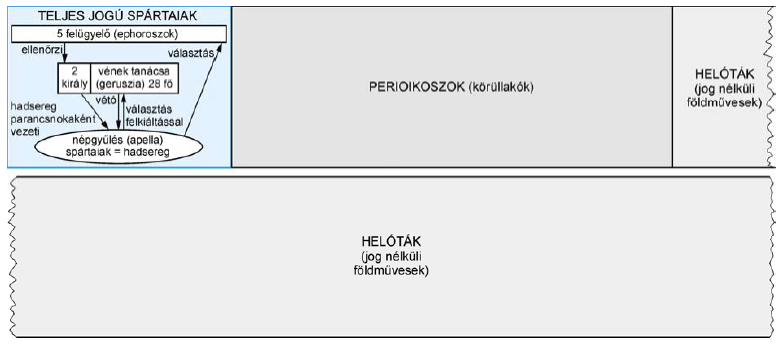 TELJES JOGÚ SPÁRTAIAK
5 felügyelő (ephoroszok)
ellenőrzi
választás
2
király
vének tanácsa
(geruszia) 28 fő
hadsereg
parancsnokaként
vezeti
vétó
választás
felkiáltással
népgyűlés (apella)
spártaiak = hadsereg
PERIOIKOSZOK (körüllakók)
HELÓTÁK
(jog nélküli
földművesek)
HELÓTÁK
(jog nélküli
földművesek)